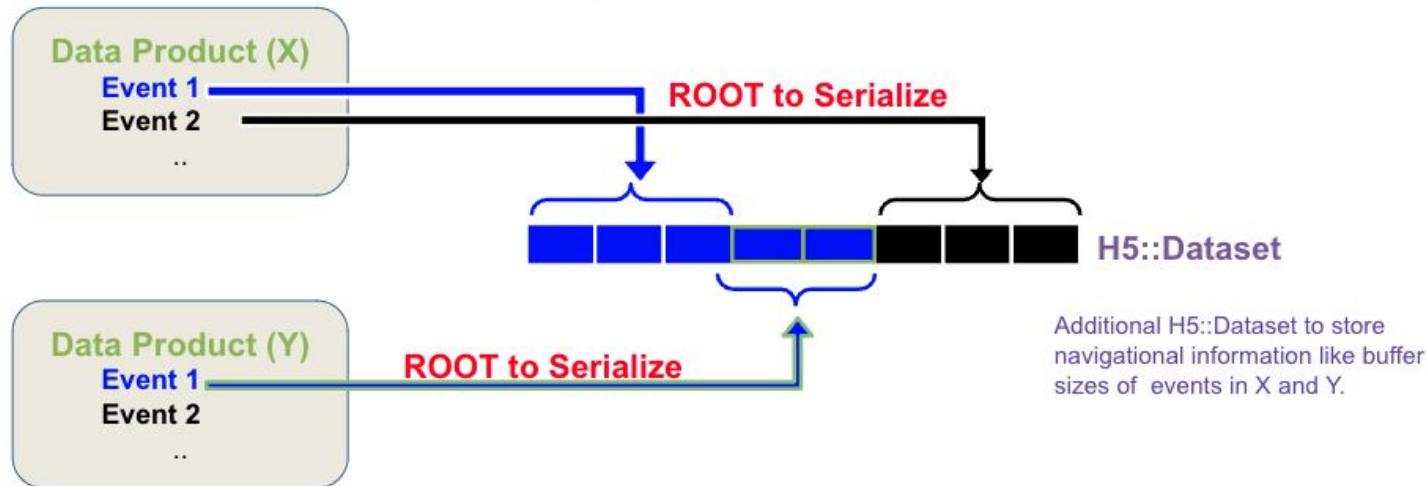 Data Product (X)
Event 1
Event 2
..
ROOT to Serialize
H5::Dataset
Data Product (Y)
Event 1
Event 2
..
ROOT to Serialize
Additional H5::Dataset to store
navigational information like buffer
sizes of events in X and Y.